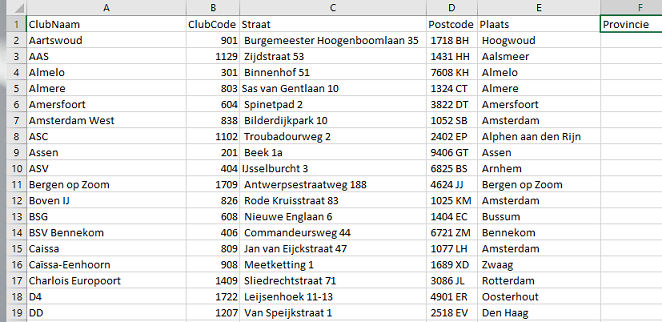 A B C D E F
1 ClubNaam ClubCode Straat Postcode Plaats Provincie
2 Aartswoud 901 Burgemeester Hoogenboomlaan 35 1718 BH Hoogwoud
3 AAS 1129 Zijdstraat 53 1431 HH Aalsmeer
4 Almelo 301 Binnenhof 51 7608 KH Almelo
5 Almere 803 Sas van Gentlaan 10 1324 CT Almere
6 Amersfoort 604 Spinetpad 2 3822 DT Amersfoort
7 Amsterdam West 838 Bilderdijkpark 10 1052 SB Amsterdam
8 ASC 1102 Troubadourweg 2 2402 EP Alphen aan den Rijn
9 Assen 201 Beek 1a 9406 GT Assen
10 ASV 404 IJsselburcht 3 6825 BS Arnhem
11 Bergen op Zoom 1709 Antwerpsestraatweg 188 4624 JJ Bergen op Zoom
12 Boven IJ 826 Rode Kruisstraat 83 1025 KM Amsterdam
13 BSG 608 Nieuwe Englaan 6 1404 EC Bussum
14 BSV Bennekom 406 Commandeursweg 44 6721 ZM Bennekom
15 Caissa 809 Jan van Eijckstraat 47 1077 LH Amsterdam
16 Caïssa-Eenhoorn 908 Meetketting 1 1689 XD Zwaag
17 Charlois Europoort 1409 Sliedrechtstraat 71 3086 JL Rotterdam
18 D4 1722 Leijsenhoek 11-13 4901 ER Oosterhout
19 DD 1207 Van Speijkstraat 1 2518 EV Den Haag